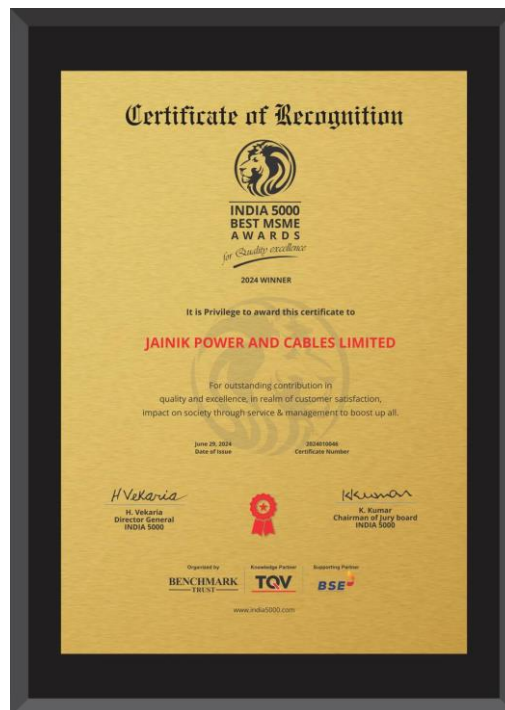 Certificate of Recognition
INDIA 5000
BEST MSME
AWARDS
for Quality excellence
2024 WINNER
It is Privilege to award this certificate to
JAINIK POWER AND CABLES LIMITED
For outstanding contribution in
quality and excellence, in realm of customer satisfaction,
impact on society through service & management to boost up all.
June 29, 2024
Date of Issue
2024010046
Certificate Number
H Vekaria
H. Vekaria
Director General
INDIA 5000
KKumar
K. Kumar
Chairman of Jury board
INDIA 5000
Organized by
BENCHMARK
TRUST
Knowledge Partner
TQV
Supporting Partner
BSE
www.india5000.com